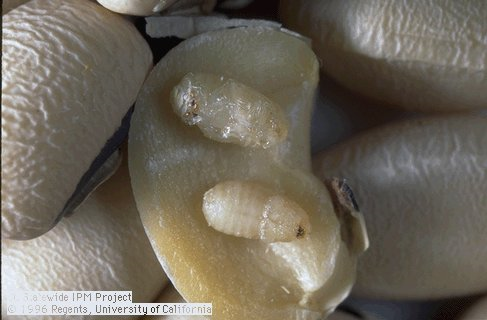 Statewide IPM Project
© 1996 Regents, University of California